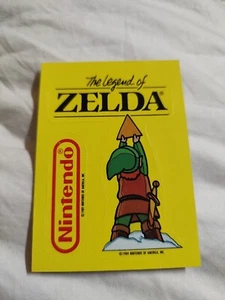 The Legend of
ZELDA
Nintendo®